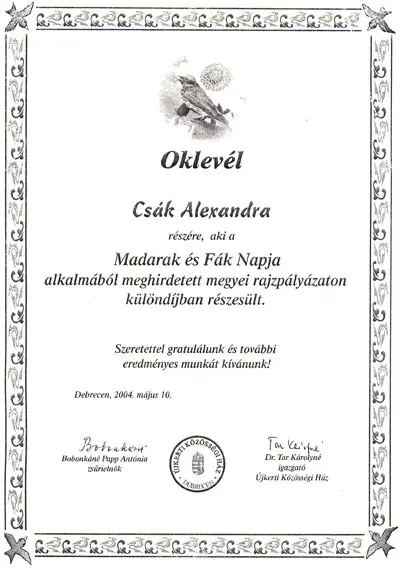 Oklevél
Csák Alexandra
részére, aki a
Madarak és Fák Napja
alkalmából meghirdetett megyei rajzpályázaton
különdíjban részesült.
Szeretettel gratulálunk és további
eredményes munkát kívánunk!
Debrecen, 2004. május 10.
Bobonkáné
Bobonkáné Papp Antónia
zsűrielnök
ÚJKERTI KÖZÖSSÉGI HÁZ
DEBRECEN
Tar Károlyné
Dr. Tar Károlyné
igazgató
Újkerti Közösségi Ház